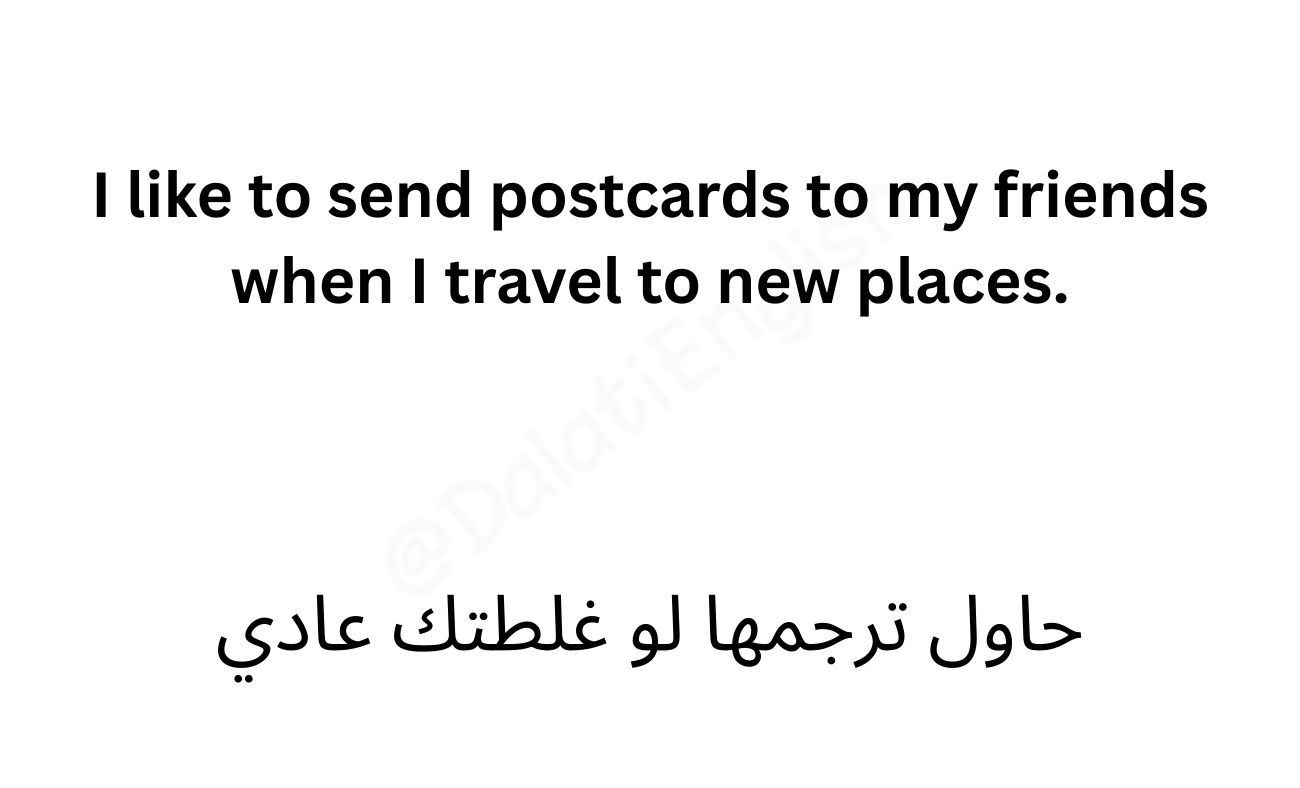 I like to send postcards to my friends
when I travel to new places.
@DalatiEnglish
حاول ترجمها لو غلطتك عادي